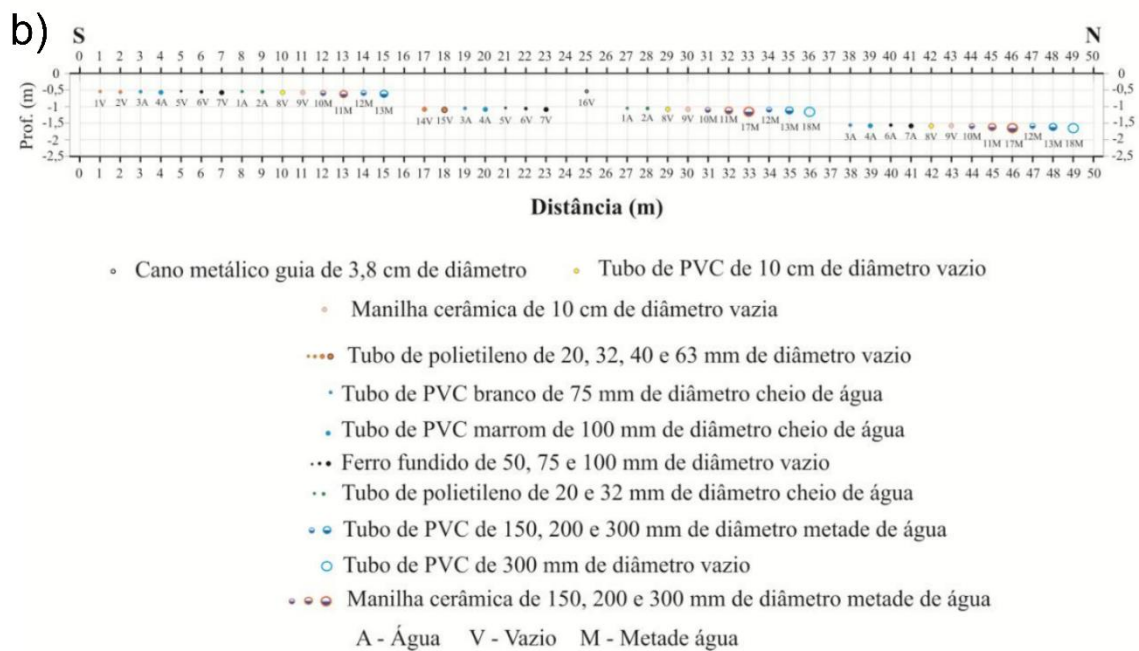 b)
S N
0 1 2 3 4 5 6 7 8 9 10 11 12 13 14 15 16 17 18 19 20 21 22 23 24 25 26 27 28 29 30 31 32 33 34 35 36 37 38 39 40 41 42 43 44 45 46 47 48 49 50
Prof. (m)
0 0
-0,5 -0,5
-1 -1
-1,5 -1,5
-2 -2
-2,5 -2,5
1V 2V 3A 4A 5V 6V 7V 1A 2A 8V 9V 10M 11M 12M 13M 16V
14V 15V 3A 4A 5V 6V 7V 1A 2A 8V 9V 10M 11M 17M 12M 13M 18M
3A 4A 6A 7A 8V 9V 10M 11M 17M 12M 13M 18M
0 1 2 3 4 5 6 7 8 9 10 11 12 13 14 15 16 17 18 19 20 21 22 23 24 25 26 27 28 29 30 31 32 33 34 35 36 37 38 39 40 41 42 43 44 45 46 47 48 49 50
Distância (m)
Cano metálico guia de 3,8 cm de diâmetro Tubo de PVC de 10 cm de diâmetro vazio
Manilha cerâmica de 10 cm de diâmetro vazia
Tubo de polietileno de 20, 32, 40 e 63 mm de diâmetro vazio
Tubo de PVC branco de 75 mm de diâmetro cheio de água
Tubo de PVC marrom de 100 mm de diâmetro cheio de água
Ferro fundido de 50, 75 e 100 mm de diâmetro vazio
Tubo de polietileno de 20 e 32 mm de diâmetro cheio de água
Tubo de PVC de 150, 200 e 300 mm de diâmetro metade de água
Tubo de PVC de 300 mm de diâmetro vazio
Manilha cerâmica de 150, 200 e 300 mm de diâmetro metade de água
A - Água V - Vazio M - Metade água